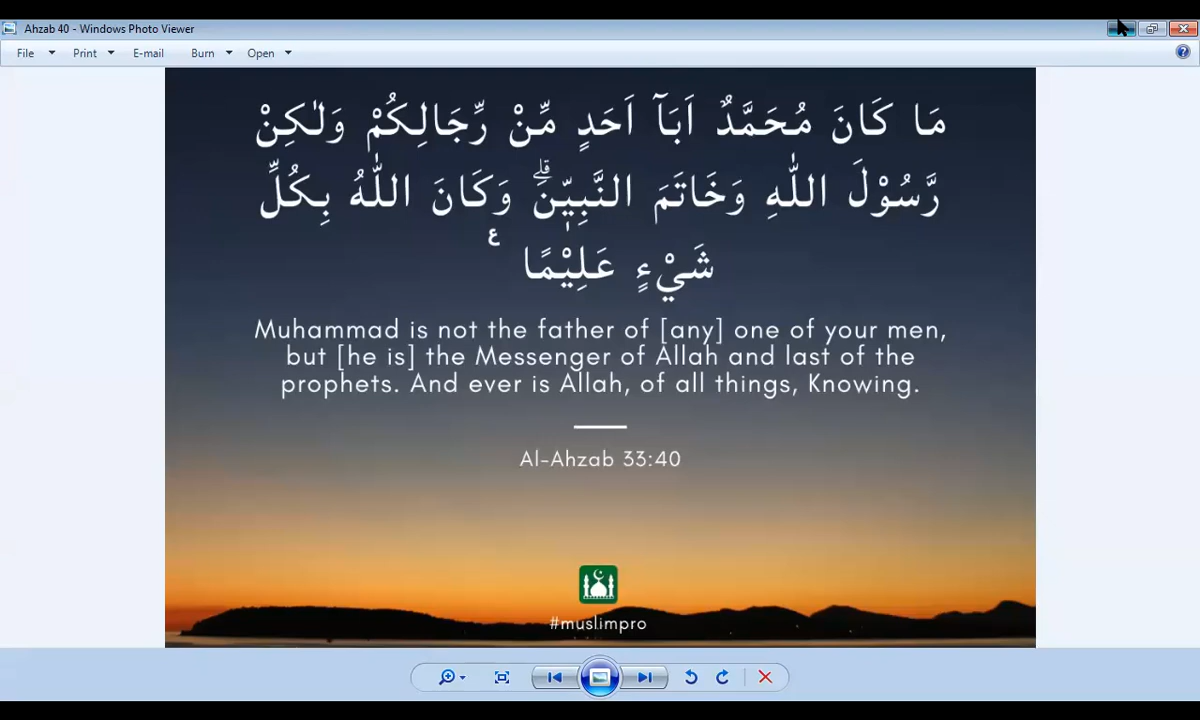 Ahzab 40 - Windows Photo Viewer
File Print E-mail Burn Open
مَا كَانَ مُحَمَّدٌ اَبَآ اَحَدٍ مِّنْ رِّجَالِكُمْ وَلٰكِنْ
رَّسُوْلَ اللّٰهِ وَخَاتَمَ النَّبِيّٖنَۗ وَكَانَ اللّٰهُ بِكُلِّ
شَيْءٍ عَلِيْمًا ࣖ
Muhammad is not the father of [any] one of your men,
but [he is] the Messenger of Allah and last of the
prophets. And ever is Allah, of all things, Knowing.
Al-Ahzab 33:40
#muslimpro